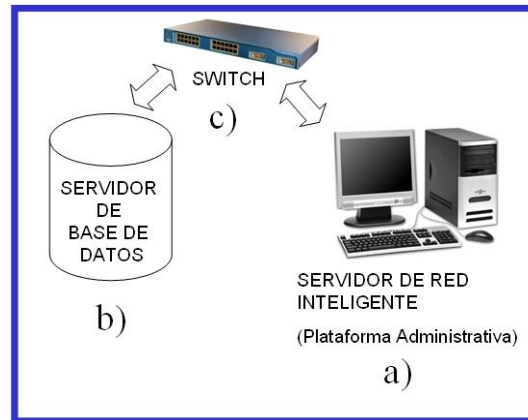 SWITCH
c)
SERVIDOR
DE
BASE DE
DATOS
b)
SERVIDOR DE RED
INTELIGENTE
(Plataforma Administrativa)
a)